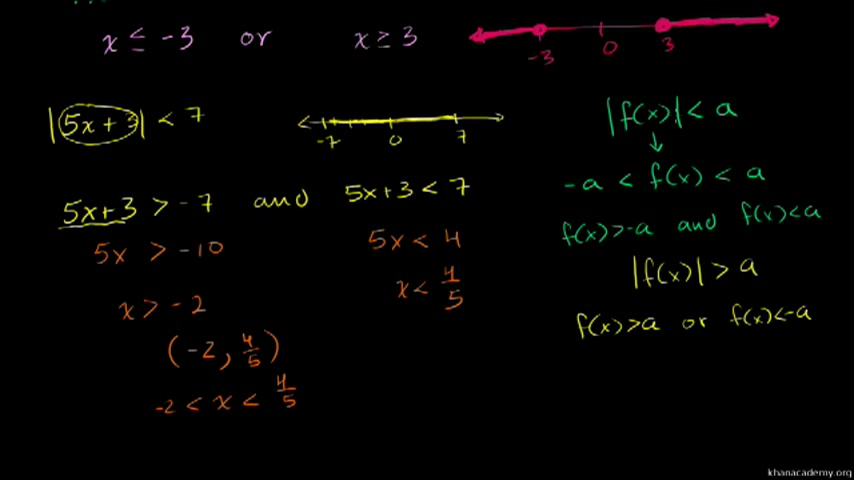 x ≤ -3 or x ≥ 3
-3 0 3
|5x + 3| < 7
-7 0 7
5x+3 > -7 and 5x+3 < 7
5x > -10
5x < 4
x > -2
x < 4/5
(-2, 4/5)
-2 < x < 4/5
|f(x)| < a
↓
-a < f(x) < a
f(x)>-a and f(x)<a
|f(x)| > a
f(x)>a or f(x)<-a
khanacademy.org